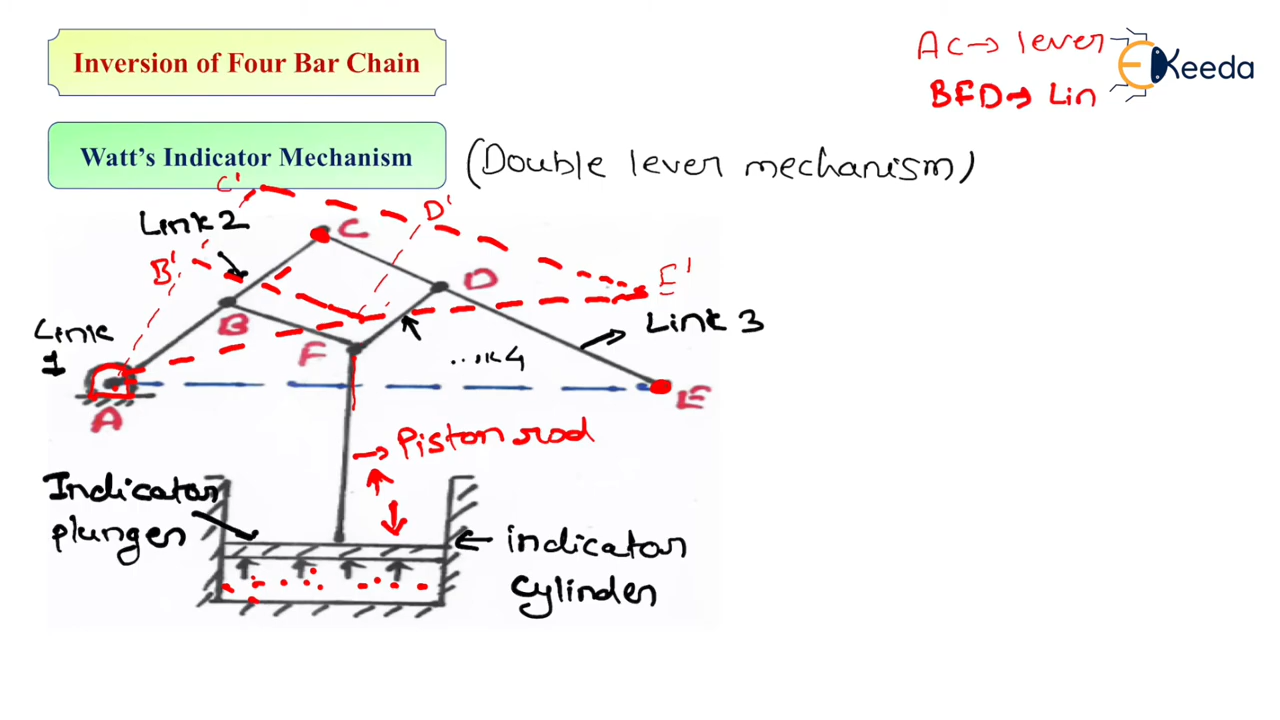 Inversion of Four Bar Chain
AC→ lever
EKeeda
BFD→ Lin
Watt's Indicator Mechanism
(Double lever mechanism)
C'
Link 2
C
D'
B'
E'
D
B
Link 3
Link
1
F
A
E
Piston rod
Indicator
plunger
indicator
cylinder